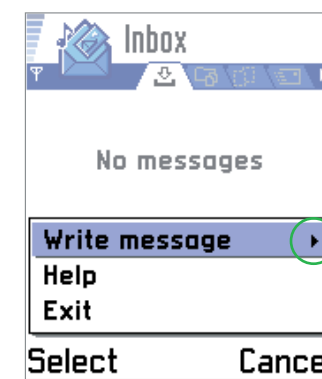 Inbox
No messages
Write message
Help
Exit
Select Cance